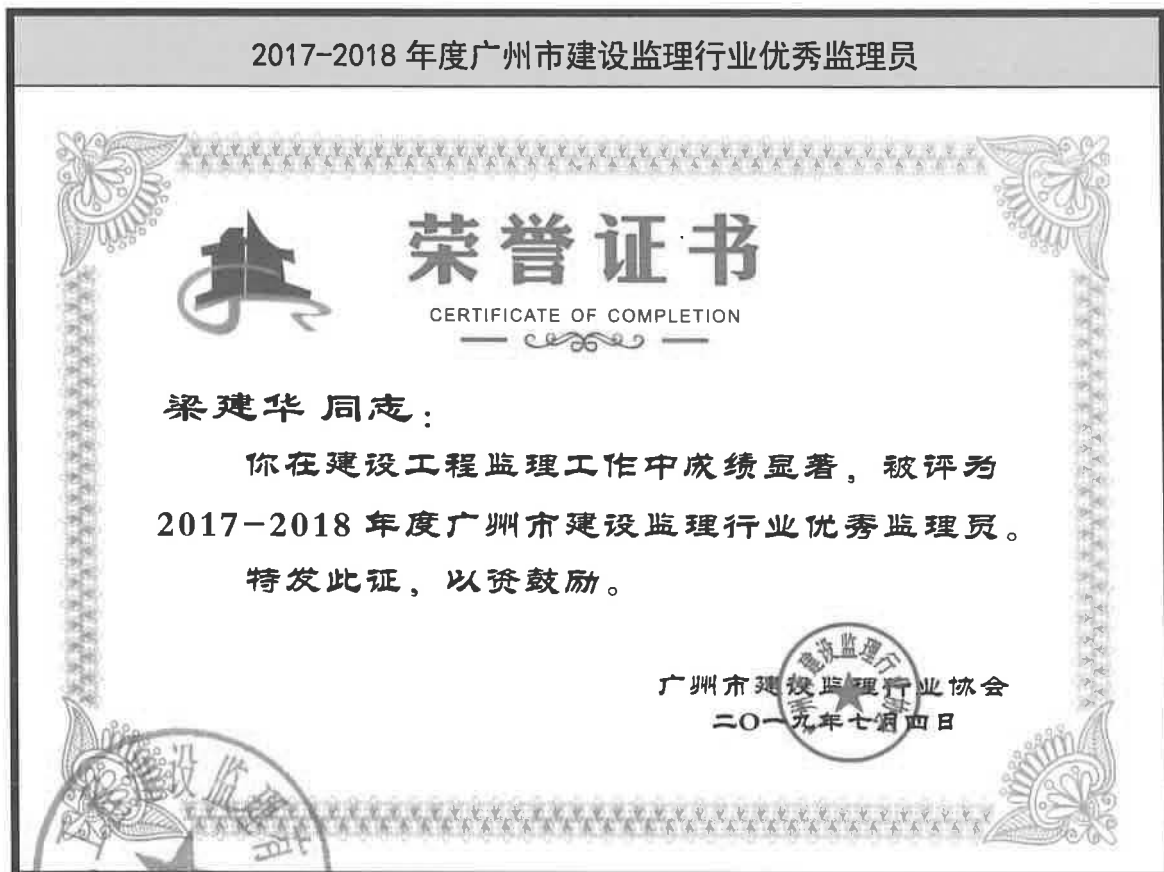 2017-2018 年度广州市建设监理行业优秀监理员
荣誉证书
CERTIFICATE OF COMPLETION
梁建华 同志:
你在建设工程监理工作中成绩显著,被评为
2017-2018 年度广州市建设监理行业优秀监理员。
特发此证,以资鼓励。
广州市建设监理行业协会
二〇一九年七月四日
设监理行